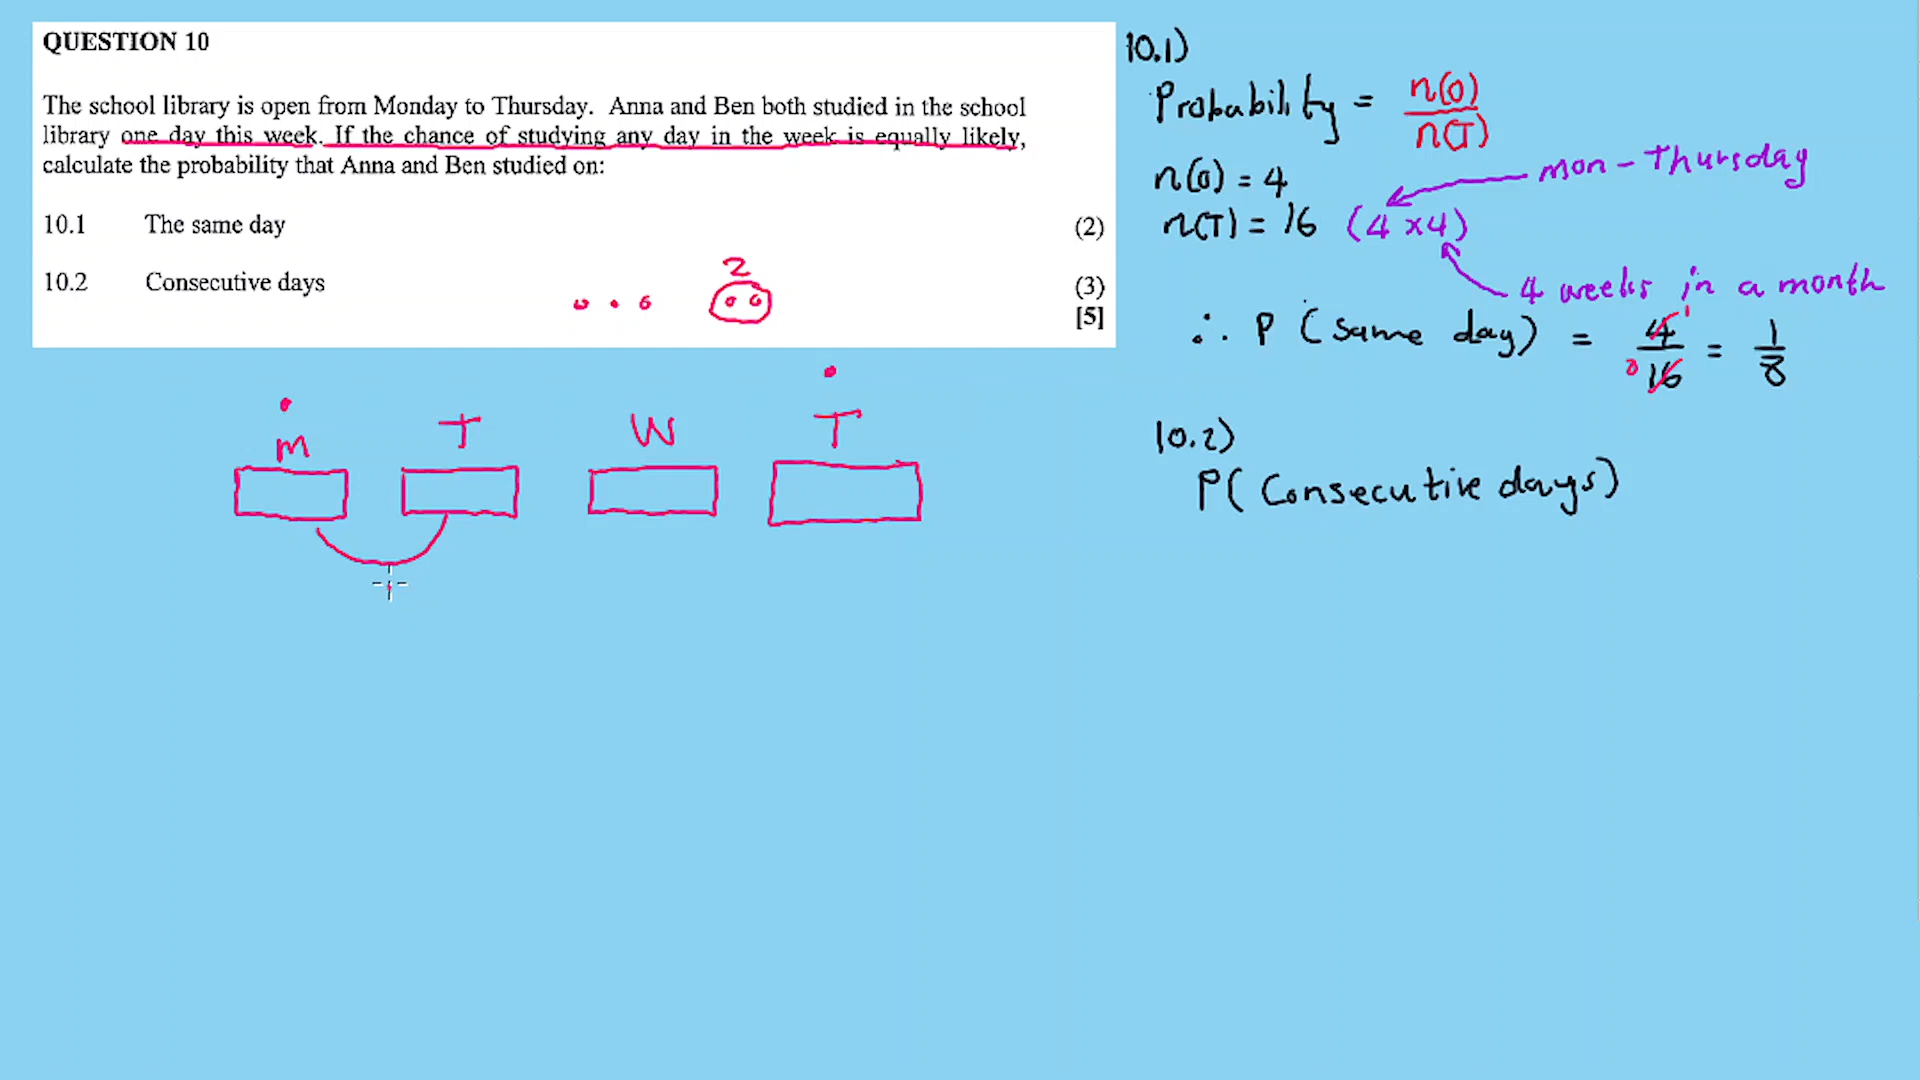 QUESTION 10
The school library is open from Monday to Thursday. Anna and Ben both studied in the school
library one day this week. If the chance of studying any day in the week is equally likely,
calculate the probability that Anna and Ben studied on:
10.1 The same day (2)
10.2 Consecutive days (3)
[5]
2
M T W T
10.1)
Probability = n(O)/n(T)
n(O) = 4
mon - Thursday
n(T) = 16 (4 x 4)
4 weeks in a month
∴ P (same day) = 4/16 = 1/8
1
8
10.2)
P( Consecutive days)